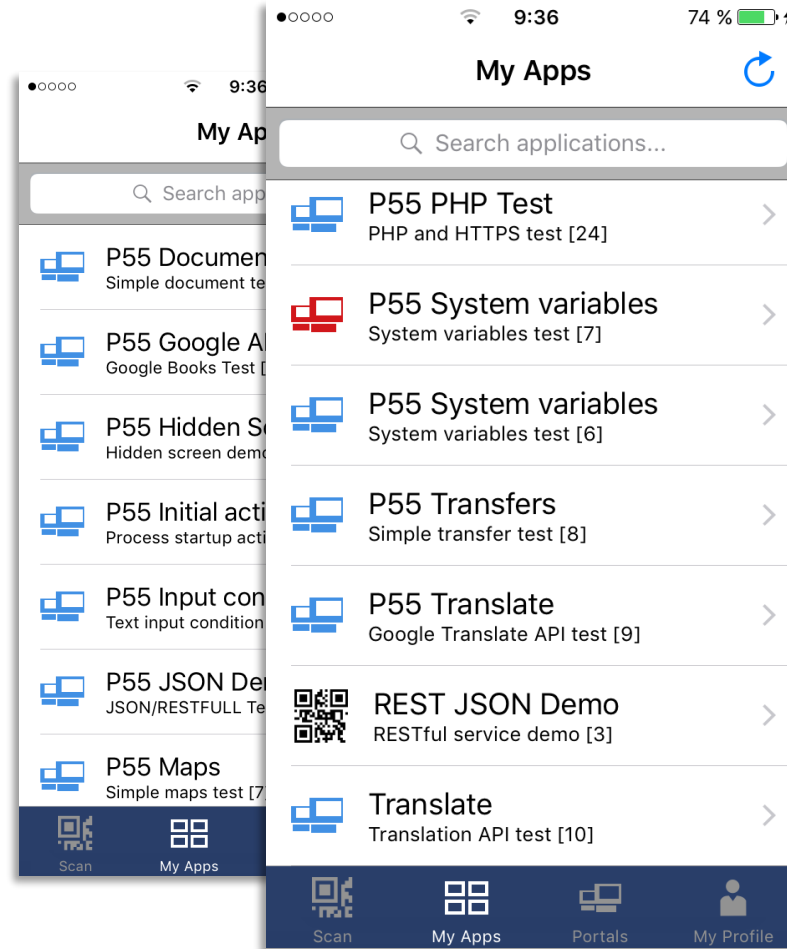 9:36
My Ap
Search app
P55 Documen
Simple document te
P55 Google A
Google Books Test [
P55 Hidden S
Hidden screen demo
P55 Initial acti
Process startup acti
P55 Input con
Text input condition
P55 JSON De
JSON/RESTFULL Te
P55 Maps
Simple maps test [7
Scan
My Apps
9:36
74 %
My Apps
Search applications...
P55 PHP Test
PHP and HTTPS test [24]
P55 System variables
System variables test [7]
P55 System variables
System variables test [6]
P55 Transfers
Simple transfer test [8]
P55 Translate
Google Translate API test [9]
REST JSON Demo
RESTful service demo [3]
Translate
Translation API test [10]
Scan
My Apps
Portals
My Profile